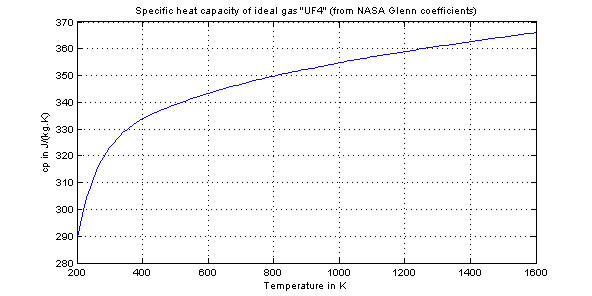 Specific heat capacity of ideal gas "UF4" (from NASA Glenn coefficients)
370
360
350
340
330
320
310
300
290
280
cp in J/(kg.K)
200 400 600 800 1000 1200 1400 1600
Temperature in K